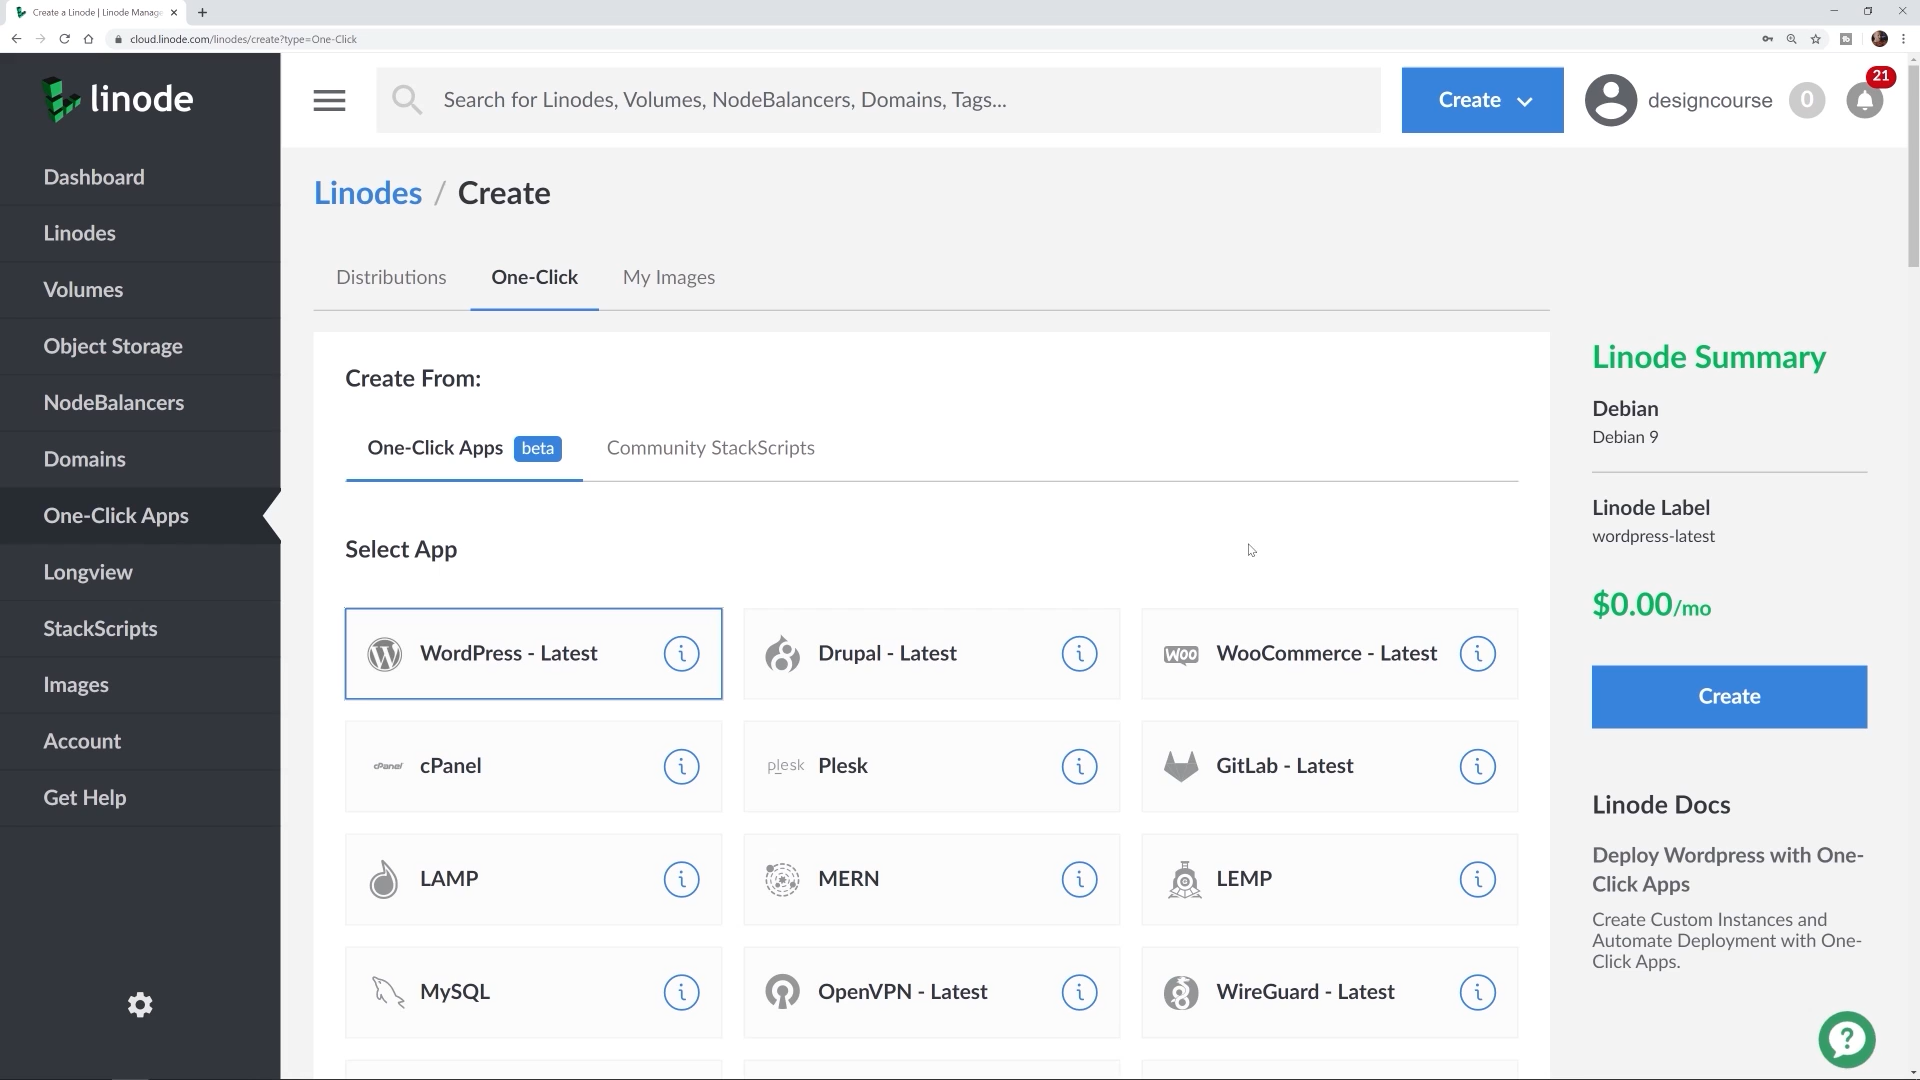 Create a Linode | Linode Manag
cloud.linode.com/linodes/create?type=One-Click
linode
Search for Linodes, Volumes, NodeBalancers, Domains, Tags...
Create
designcourse
0
21
Dashboard
Linodes
Volumes
Object Storage
NodeBalancers
Domains
One-Click Apps
Longview
StackScripts
Images
Account
Get Help
Linodes / Create
Distributions
One-Click
My Images
Create From:
One-Click Apps beta
Community StackScripts
Select App
WordPress - Latest
Drupal - Latest
WOO
WooCommerce - Latest
cPanel
cPanel
plesk
Plesk
GitLab - Latest
LAMP
MERN
LEMP
MySQL
OpenVPN - Latest
WireGuard - Latest
Linode Summary
Debian
Debian 9
Linode Label
wordpress-latest
$0.00/mo
Create
Linode Docs
Deploy Wordpress with One-
Click Apps
Create Custom Instances and
Automate Deployment with One-
Click Apps.